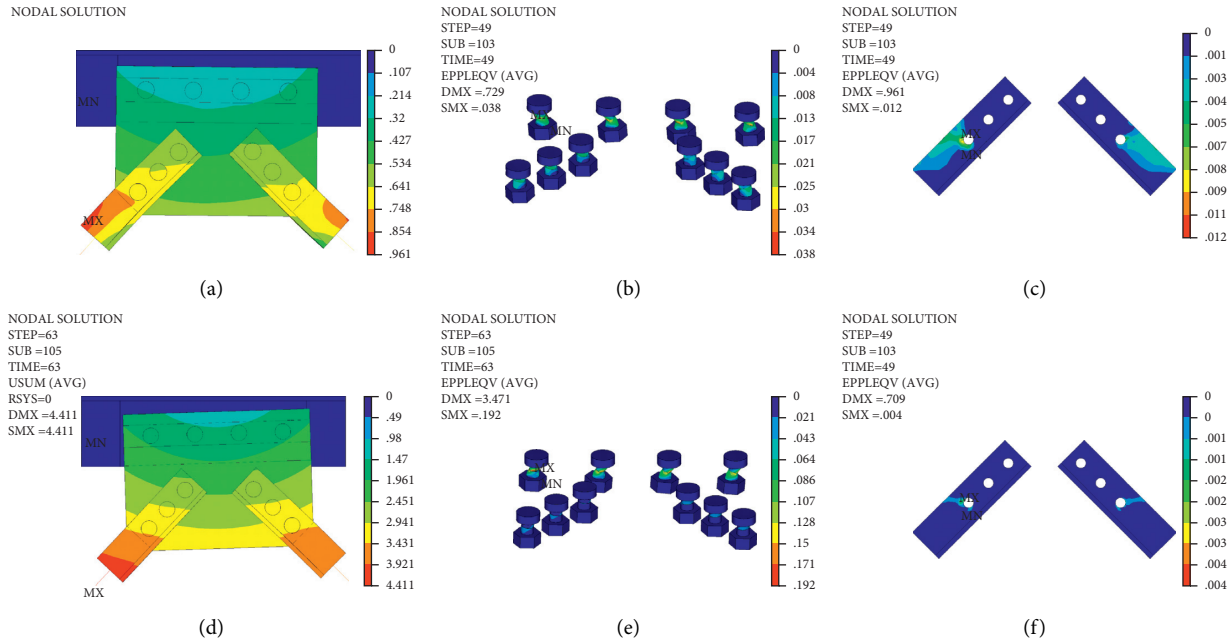 NODAL SOLUTION
MN
MX
0
.107
.214
.32
.427
.534
.641
.748
.854
.961
(a)
NODAL SOLUTION
STEP=49
SUB =103
TIME=49
EPPLEQV (AVG)
DMX =.729
SMX =.038
MX
MN
0
.004
.008
.013
.017
.021
.025
.03
.034
.038
(b)
NODAL SOLUTION
STEP=49
SUB =103
TIME=49
EPPLEQV (AVG)
DMX =.961
SMX =.012
MX
MN
0
.001
.003
.004
.005
.007
.008
.009
.011
.012
(c)
NODAL SOLUTION
STEP=63
SUB =105
TIME=63
USUM (AVG)
RSYS=0
DMX =4.411
SMX =4.411
MN
MX
0
.49
.98
1.47
1.961
2.451
2.941
3.431
3.921
4.411
(d)
NODAL SOLUTION
STEP=63
SUB =105
TIME=63
EPPLEQV (AVG)
DMX =3.471
SMX =.192
MX
MN
0
.021
.043
.064
.086
.107
.128
.15
.171
.192
(e)
NODAL SOLUTION
STEP=49
SUB =103
TIME=49
EPPLEQV (AVG)
DMX =.709
SMX =.004
MX
MN
0
0
.001
.001
.002
.002
.003
.003
.004
.004
(f)